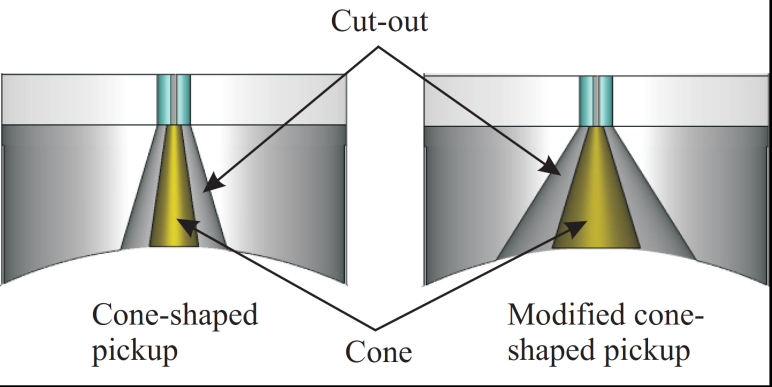 Cut-out
Cone-shaped
pickup
Cone
Modified cone-
shaped pickup